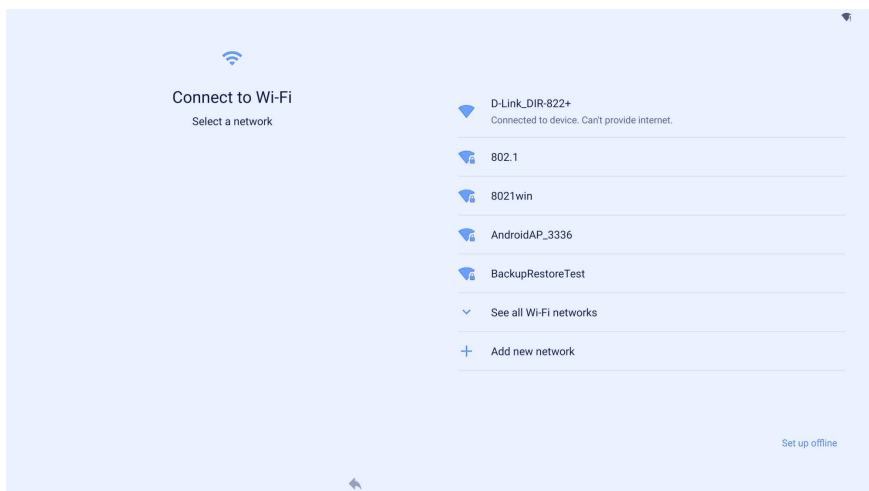 Connect to Wi-Fi
Select a network
D-Link_DIR-822+
Connected to device. Can't provide internet.
802.1
8021win
AndroidAP_3336
BackupRestoreTest
See all Wi-Fi networks
Add new network
Set up offline